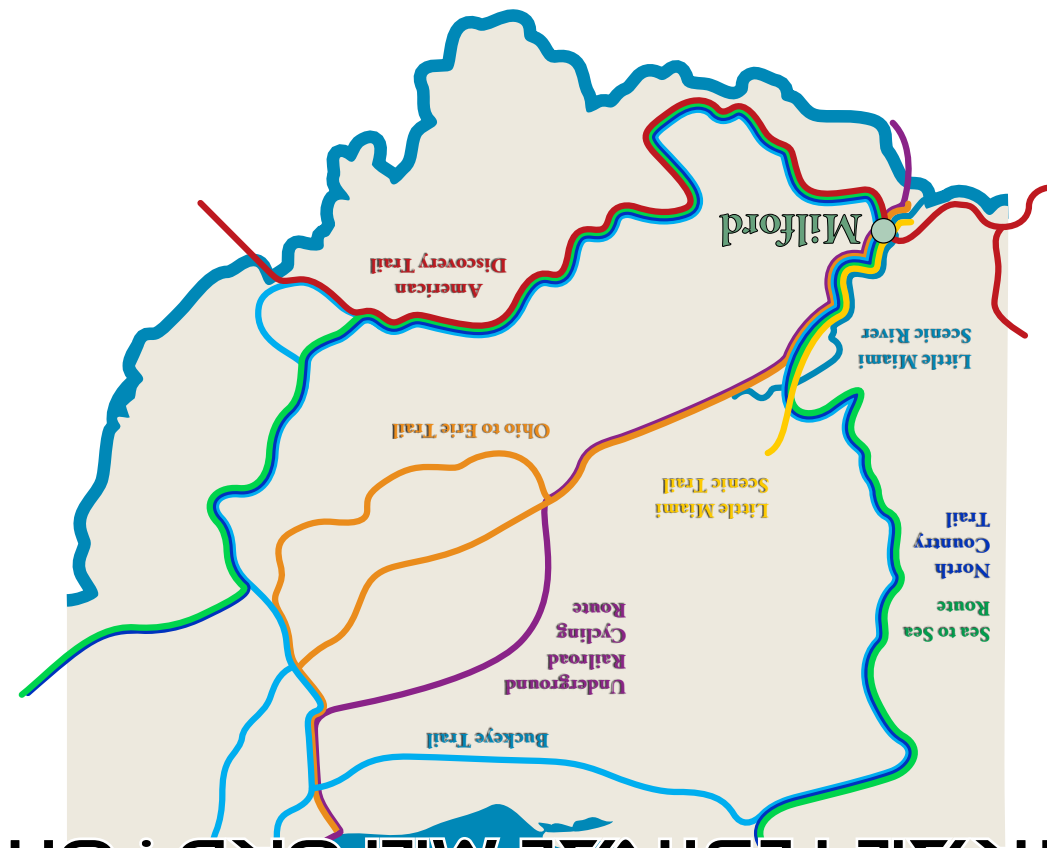 Buckeye Trail
Underground
Railroad
Cycling
Route
Sea to Sea
Route
North
Country
Trail
Little Miami
Scenic Trail
Ohio to Erie Trail
Little Miami
Scenic River
American
Discovery Trail
Milford